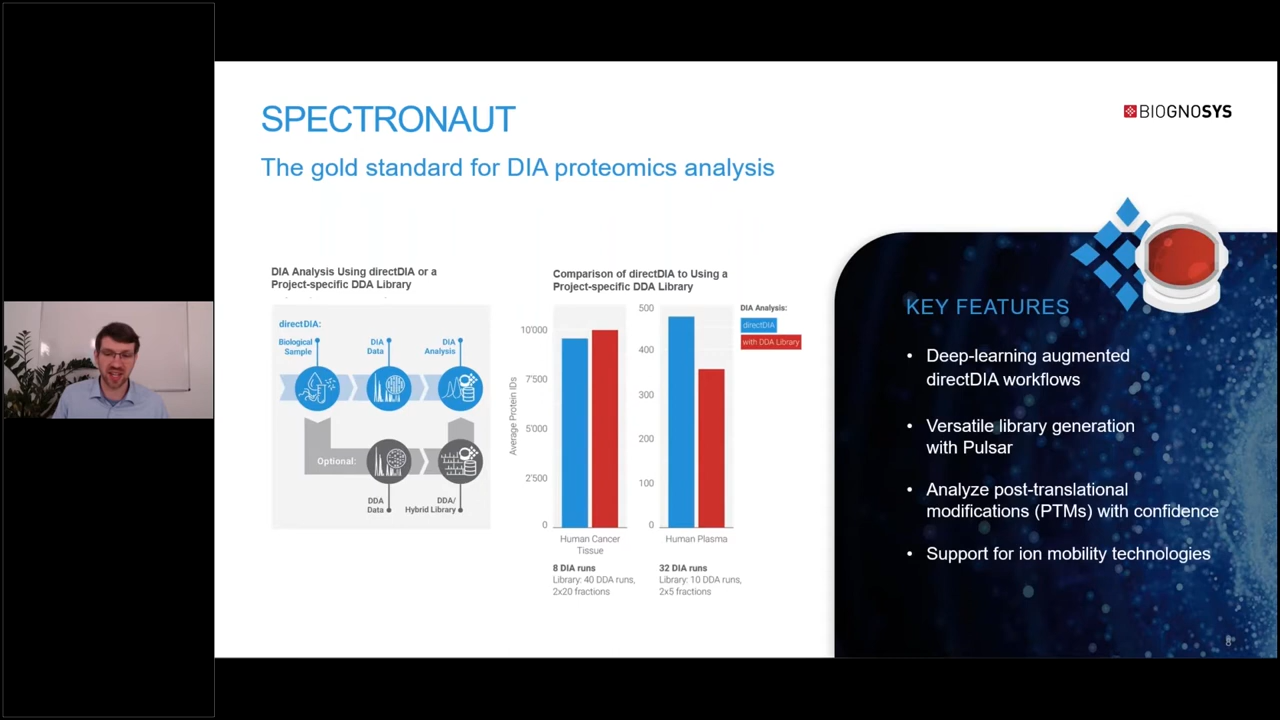 SPECTRONAUT
BIOGNOSYS
The gold standard for DIA proteomics analysis
DIA Analysis Using directDIA or a
Project-specific DDA Library
directDIA:
Biological
Sample
DIA
Data
DIA
Analysis
Optional:
DDA
Data
DDA/
Hybrid Library
Comparison of directDIA to Using a
Project-specific DDA Library
Average Protein IDs
10'000
7'500
5'000
2'500
0
500
400
300
200
100
0
DIA Analysis:
directDIA
with DDA Library
Human Cancer
Tissue
8 DIA runs
Library: 40 DDA runs,
2x20 fractions
Human Plasma
32 DIA runs
Library: 10 DDA runs,
2x5 fractions
KEY FEATURES
• Deep-learning augmented
directDIA workflows
• Versatile library generation
with Pulsar
• Analyze post-translational
modifications (PTMs) with confidence
• Support for ion mobility technologies
8